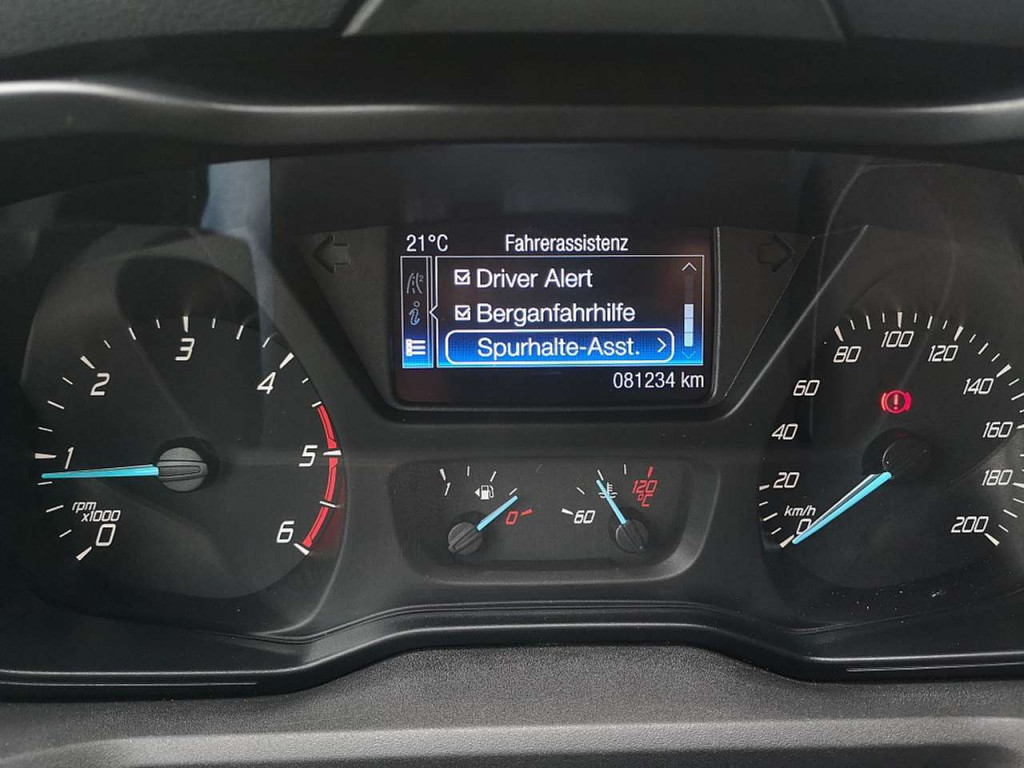 21°C Fahrerassistenz
Driver Alert
Berganfahrhilfe
Spurhalte-Asst.
081234 km
0
1
2
3
4
5
6
rpm
x1000
1
0
60
120
°C
0
20
40
60
80
100
120
140
160
180
200
km/h